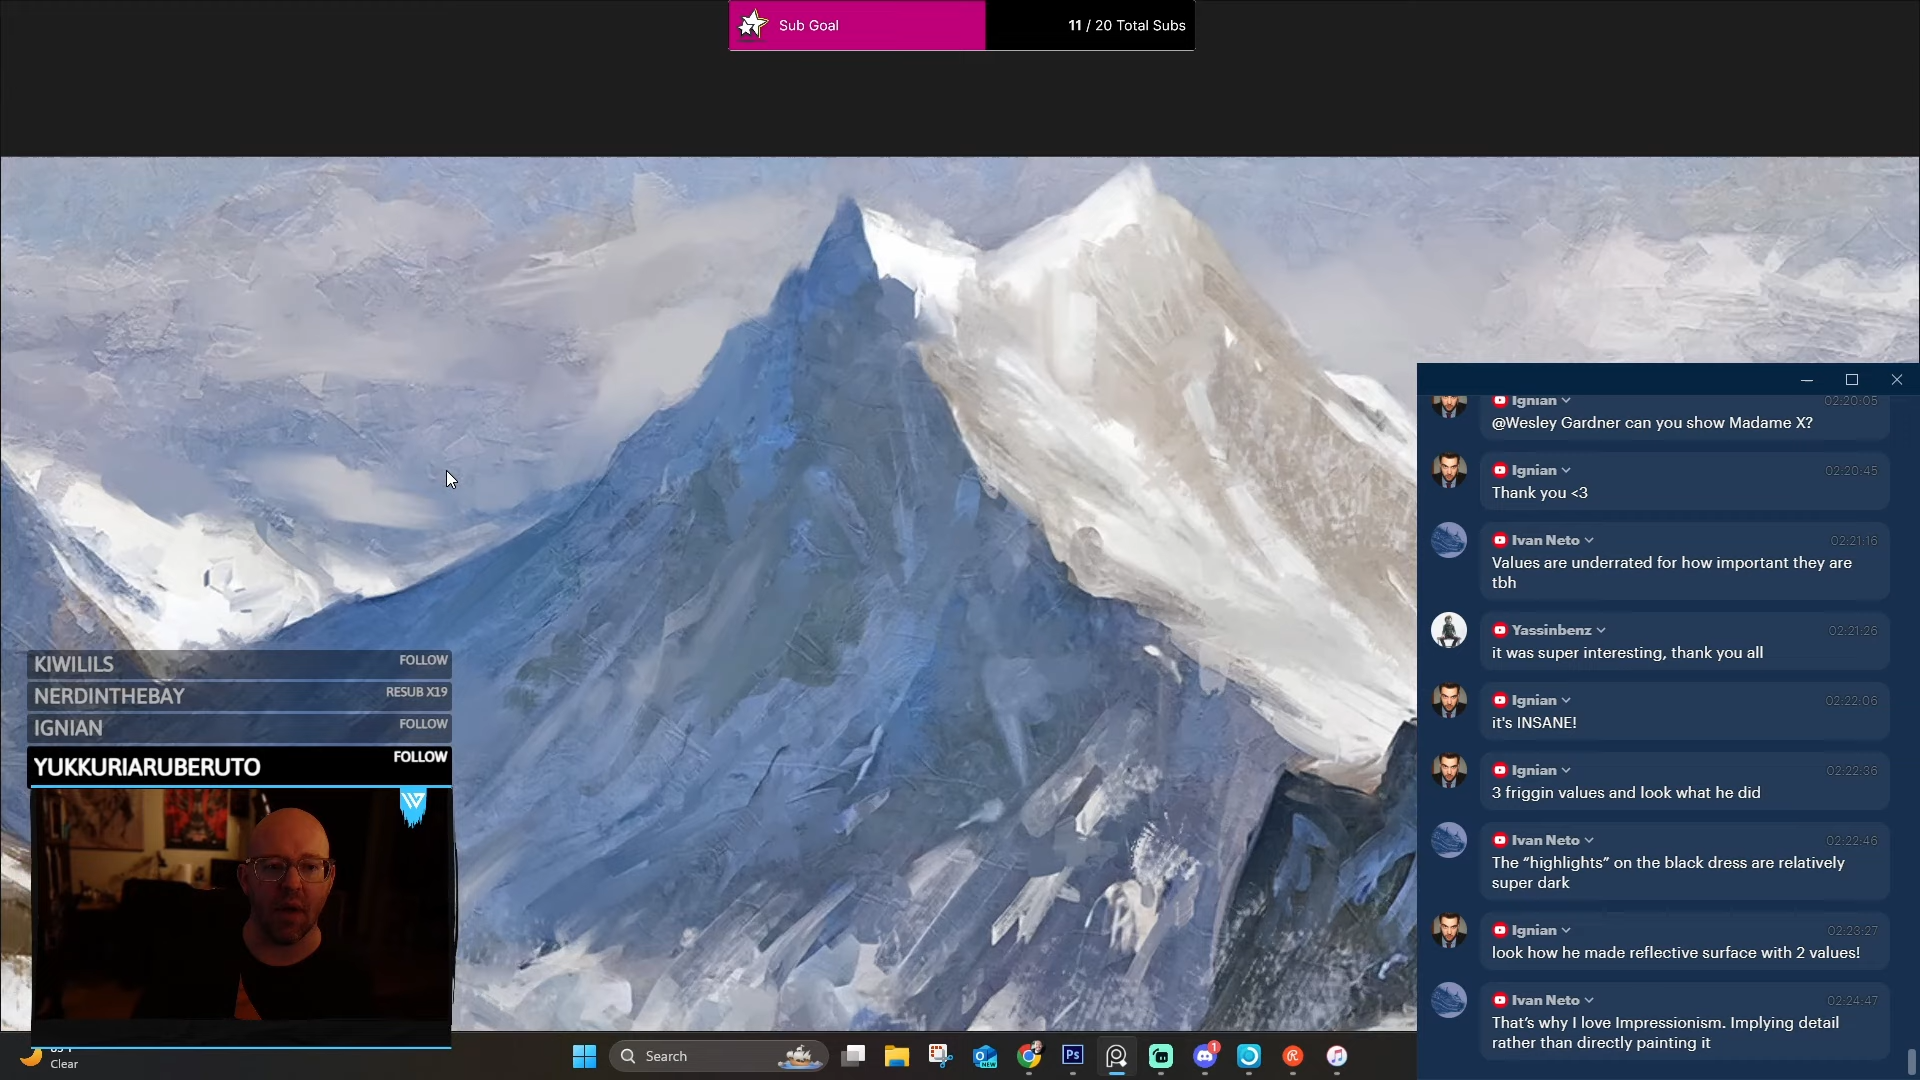 Sub Goal
11 / 20 Total Subs
Ignian
02:20:05
@Wesley Gardner can you show Madame X?
Ignian
02:20:45
Thank you <3
Ivan Neto
02:21:16
Values are underrated for how important they are
tbh
Yassinbenz
02:21:26
it was super interesting, thank you all
Ignian
02:22:06
it's INSANE!
Ignian
02:22:36
3 friggin values and look what he did
Ivan Neto
02:22:46
The “highlights” on the black dress are relatively
super dark
Ignian
02:23:27
look how he made reflective surface with 2 values!
Ivan Neto
02:24:47
That’s why I love Impressionism. Implying detail
rather than directly painting it
KIWILILS
FOLLOW
NERDINTHEBAY
RESUB X19
IGNIAN
FOLLOW
YUKKURIARUBERUTO
FOLLOW
Clear
Search
NEW
Ps
1